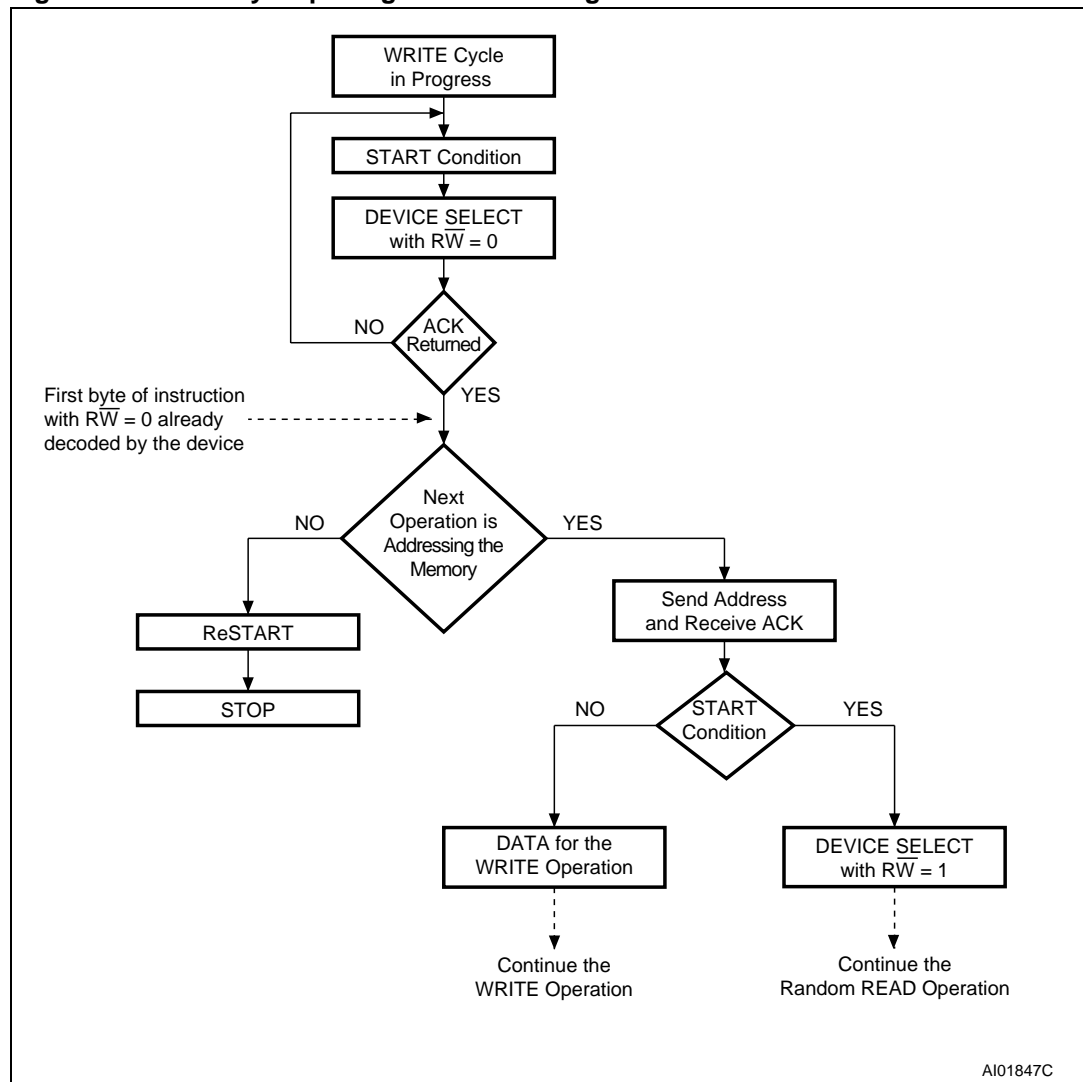 WRITE Cycle
in Progress
START Condition
DEVICE SELECT
with RW̅ = 0
NO
ACK
Returned
YES
First byte of instruction
with RW̅ = 0 already
decoded by the device
Next
Operation is
Addressing the
Memory
NO
YES
ReSTART
STOP
Send Address
and Receive ACK
START
Condition
NO
YES
DATA for the
WRITE Operation
DEVICE SELECT
with RW̅ = 1
Continue the
WRITE Operation
Continue the
Random READ Operation
AI01847C